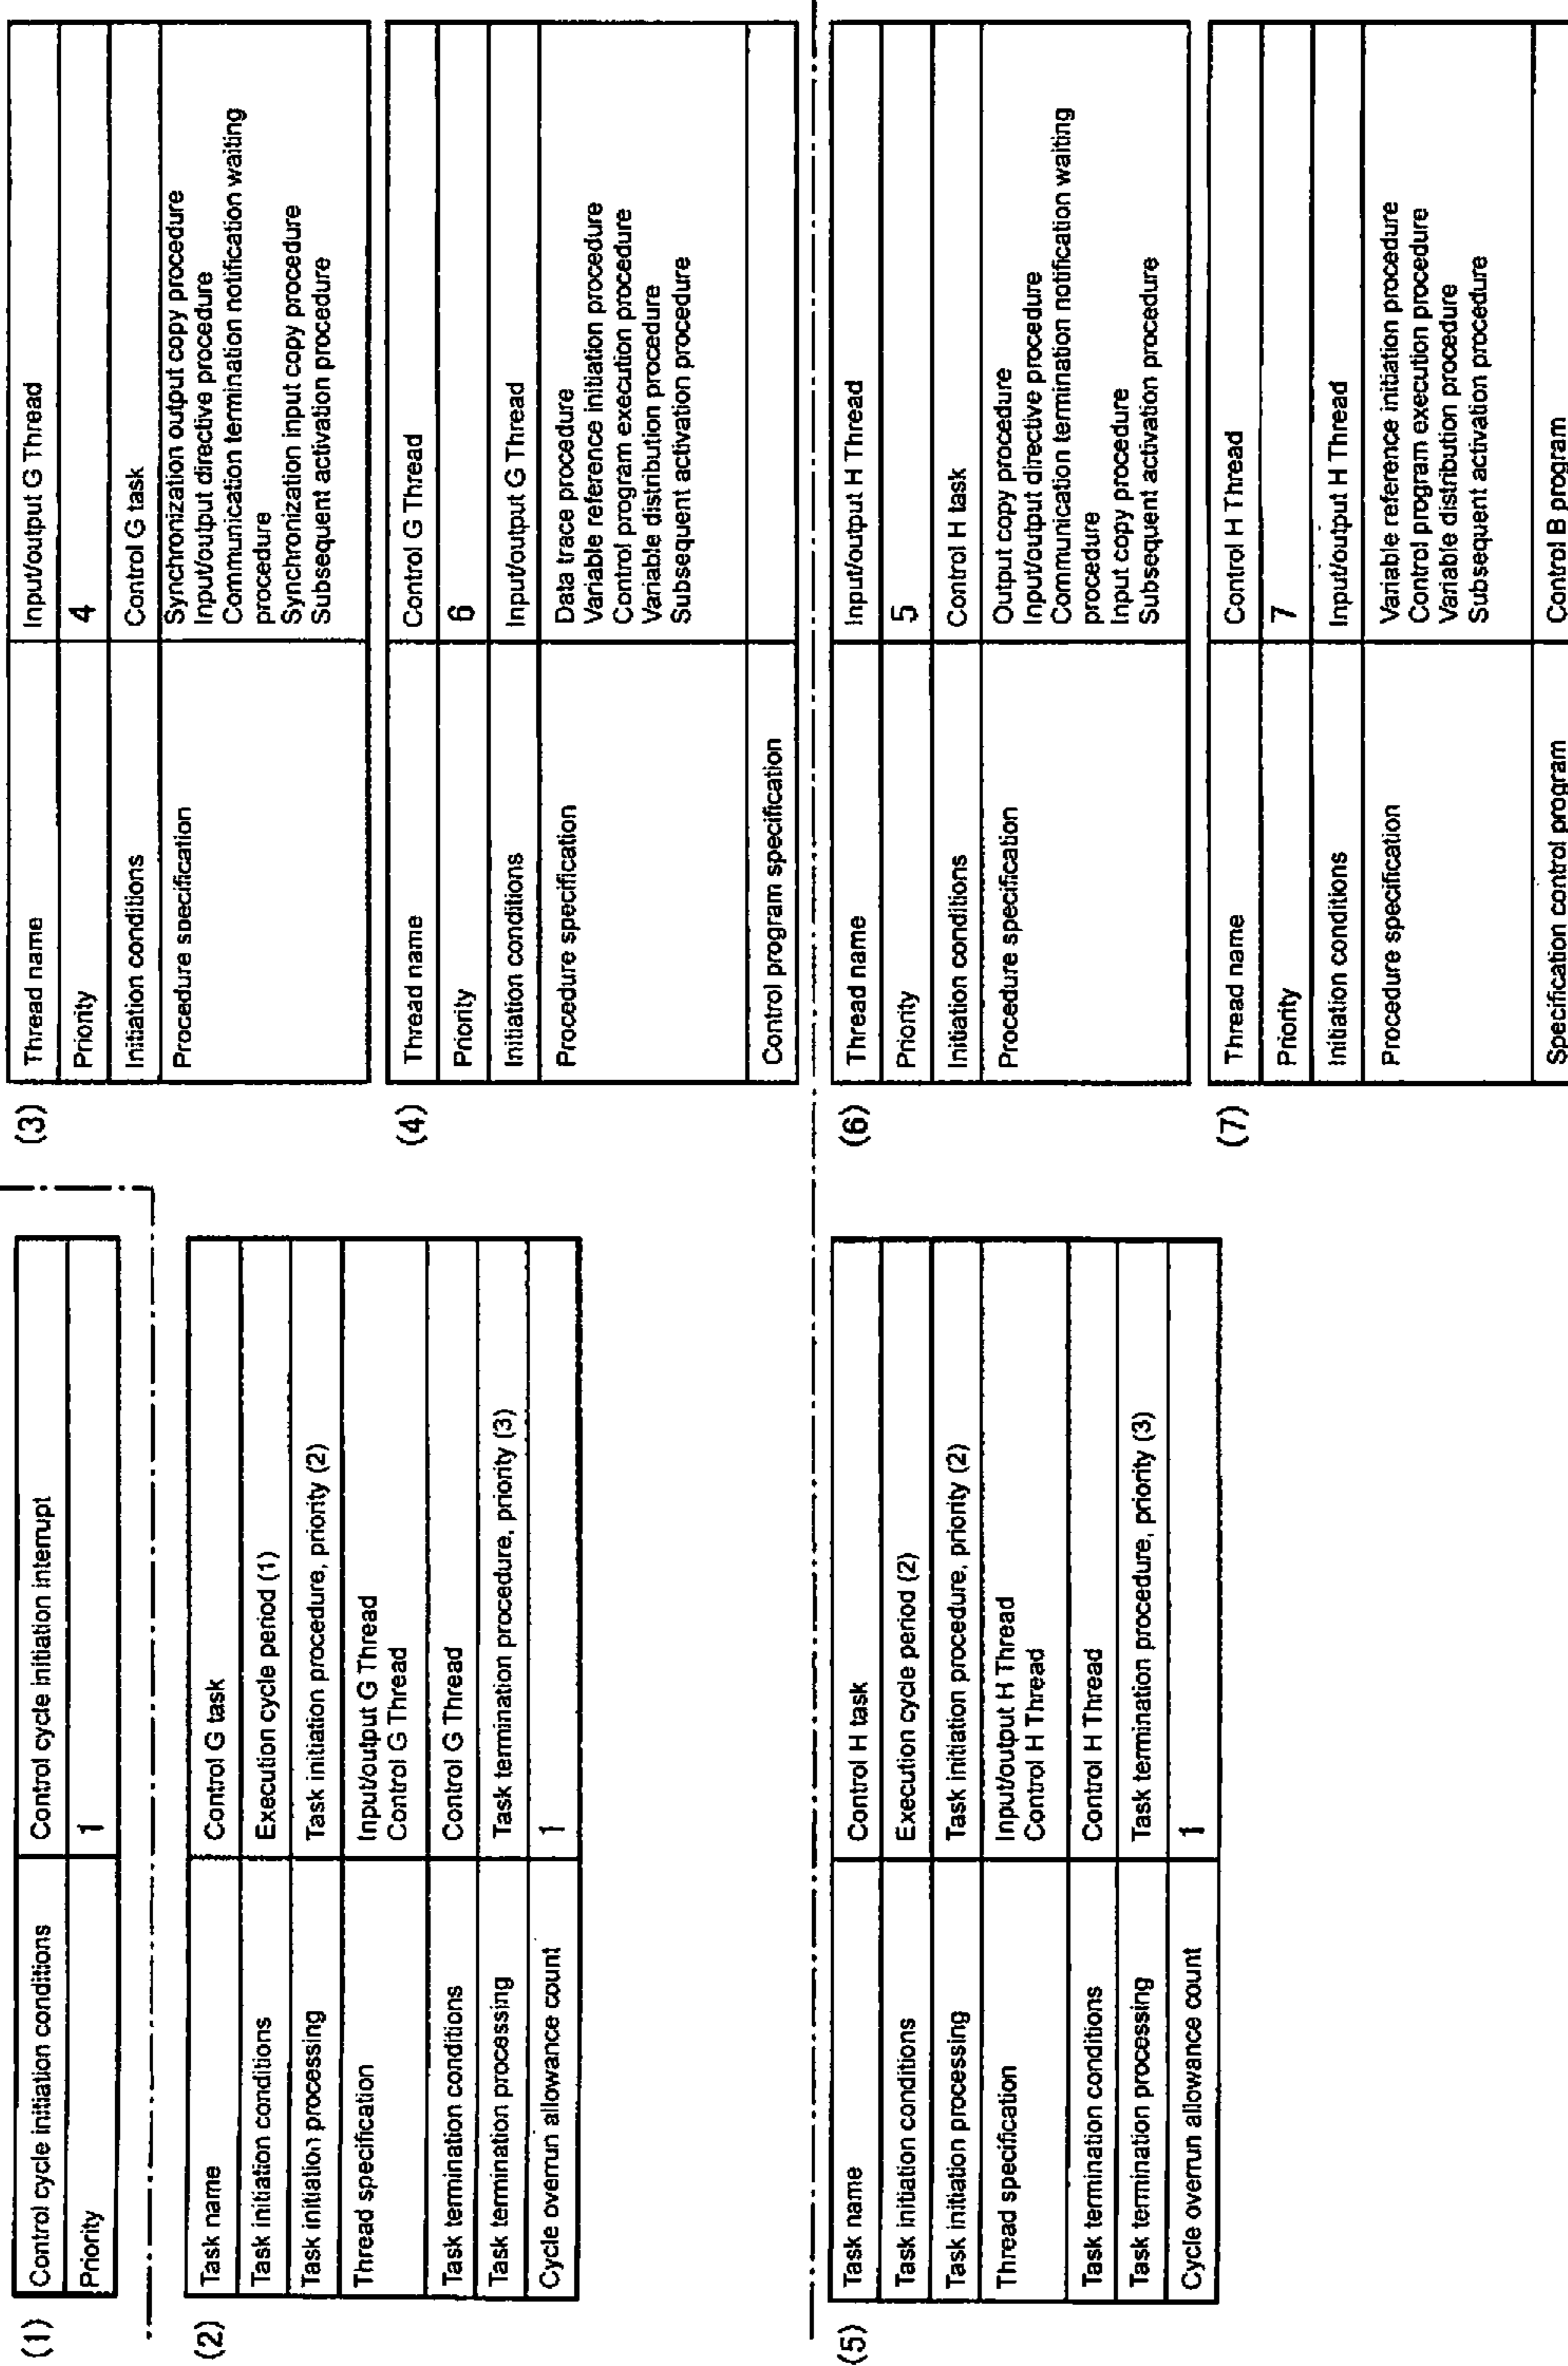 (1)
Control cycle initiation conditions
Control cycle initiation interrupt
Priority
1
(2)
Task name
Control G task
Task initiation conditions
Execution cycle period (1)
Task initiation processing
Task initiation procedure, priority (2)
Thread specification
Input/output G Thread
Control G Thread
Task termination conditions
Control G Thread
Task termination processing
Task termination procedure, priority (3)
Cycle overrun allowance count
1
(3)
Thread name
Input/output G Thread
Priority
4
Initiation conditions
Control G task
Procedure specification
Synchronization output copy procedure
Input/output directive procedure
Communication termination notification waiting
procedure
Synchronization input copy procedure
Subsequent activation procedure
(4)
Thread name
Control G Thread
Priority
6
Initiation conditions
Input/output G Thread
Procedure specification
Data trace procedure
Variable reference initiation procedure
Control program execution procedure
Variable distribution procedure
Subsequent activation procedure
Control program specification
(5)
Task name
Control H task
Task initiation conditions
Execution cycle period (2)
Task initiation processing
Task initiation procedure, priority (2)
Thread specification
Input/output H Thread
Control H Thread
Task termination conditions
Control H Thread
Task termination processing
Task termination procedure, priority (3)
Cycle overrun allowance count
1
(6)
Thread name
Input/output H Thread
Priority
5
Initiation conditions
Control H task
Procedure specification
Output copy procedure
Input/output directive procedure
Communication termination notification waiting
procedure
Input copy procedure
Subsequent activation procedure
(7)
Thread name
Control H Thread
Priority
7
Initiation conditions
Input/output H Thread
Procedure specification
Variable reference initiation procedure
Control program execution procedure
Variable distribution procedure
Subsequent activation procedure
Specification control program
Control B program